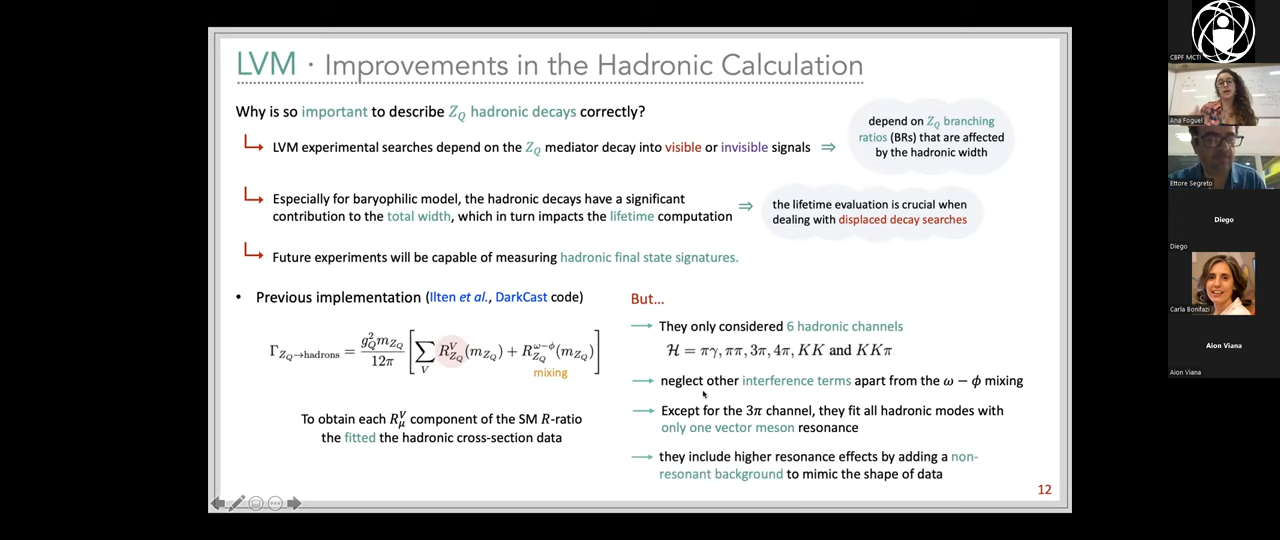 LVM · Improvements in the Hadronic Calculation
Why is so important to describe Z_Q hadronic decays correctly?
LVM experimental searches depend on the Z_Q mediator decay into visible or invisible signals ⇒
depend on Z_Q branching
ratios (BRs) that are affected
by the hadronic width
Especially for baryophilic model, the hadronic decays have a significant
contribution to the total width, which in turn impacts the lifetime computation ⇒
the lifetime evaluation is crucial when
dealing with displaced decay searches
Future experiments will be capable of measuring hadronic final state signatures.
• Previous implementation (Ilten et al., DarkCast code)
Γ_{Z_Q→hadrons} = g_Q^2 m_{Z_Q} / 12π [ ∑_V R^V_{Z_Q}(m_{Z_Q}) + R^{ω−ϕ}_{Z_Q}(m_{Z_Q}) ]
mixing
To obtain each R^V_μ component of the SM R-ratio
the fitted the hadronic cross-section data
But...
They only considered 6 hadronic channels
H = πγ, ππ, 3π, 4π, KK and KKπ
neglect other interference terms apart from the ω − ϕ mixing
Except for the 3π channel, they fit all hadronic modes with
only one vector meson resonance
they include higher resonance effects by adding a non-
resonant background to mimic the shape of data
12
CBPF MCTI
Ana Foguel
Ettore Segreto
Diego
Diego
Carla Bonifazi
Aion Viana
Aion Viana